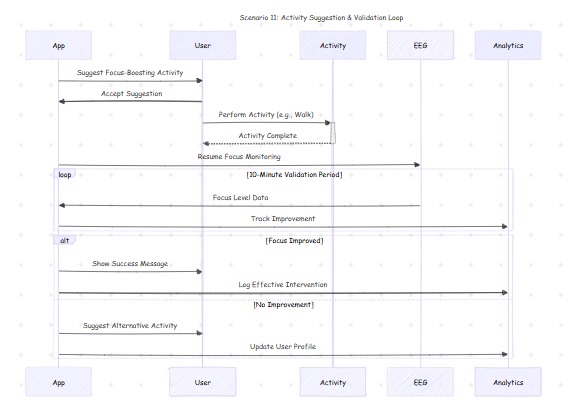 Scenario 11: Activity Suggestion & Validation Loop
App User Activity EEG Analytics
Suggest Focus-Boosting Activity
Accept Suggestion
Perform Activity (e.g., Walk)
Activity Complete
Resume Focus Monitoring
loop [10-Minute Validation Period]
Focus Level Data
Track Improvement
alt [Focus Improved]
Show Success Message
Log Effective Intervention
[No Improvement]
Suggest Alternative Activity
Update User Profile
App User Activity EEG Analytics